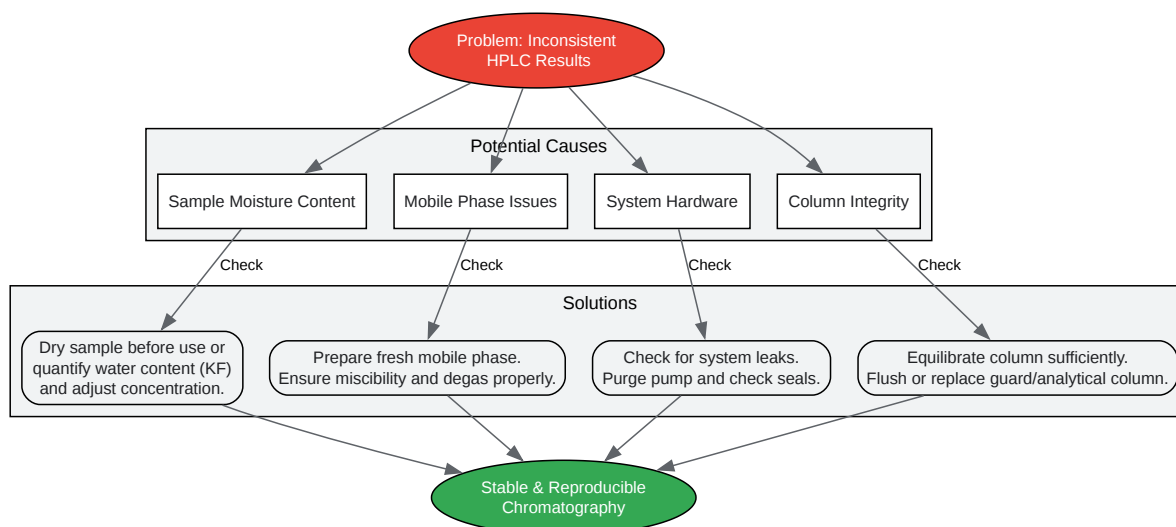 Problem: Inconsistent
HPLC Results
Potential Causes
Sample Moisture Content
Mobile Phase Issues
System Hardware
Column Integrity
Check
Check
Check
Check
Solutions
Dry sample before use or
quantify water content (KF)
and adjust concentration.
Prepare fresh mobile phase.
Ensure miscibility and degas properly.
Check for system leaks.
Purge pump and check seals.
Equilibrate column sufficiently.
Flush or replace guard/analytical column.
Stable & Reproducible
Chromatography